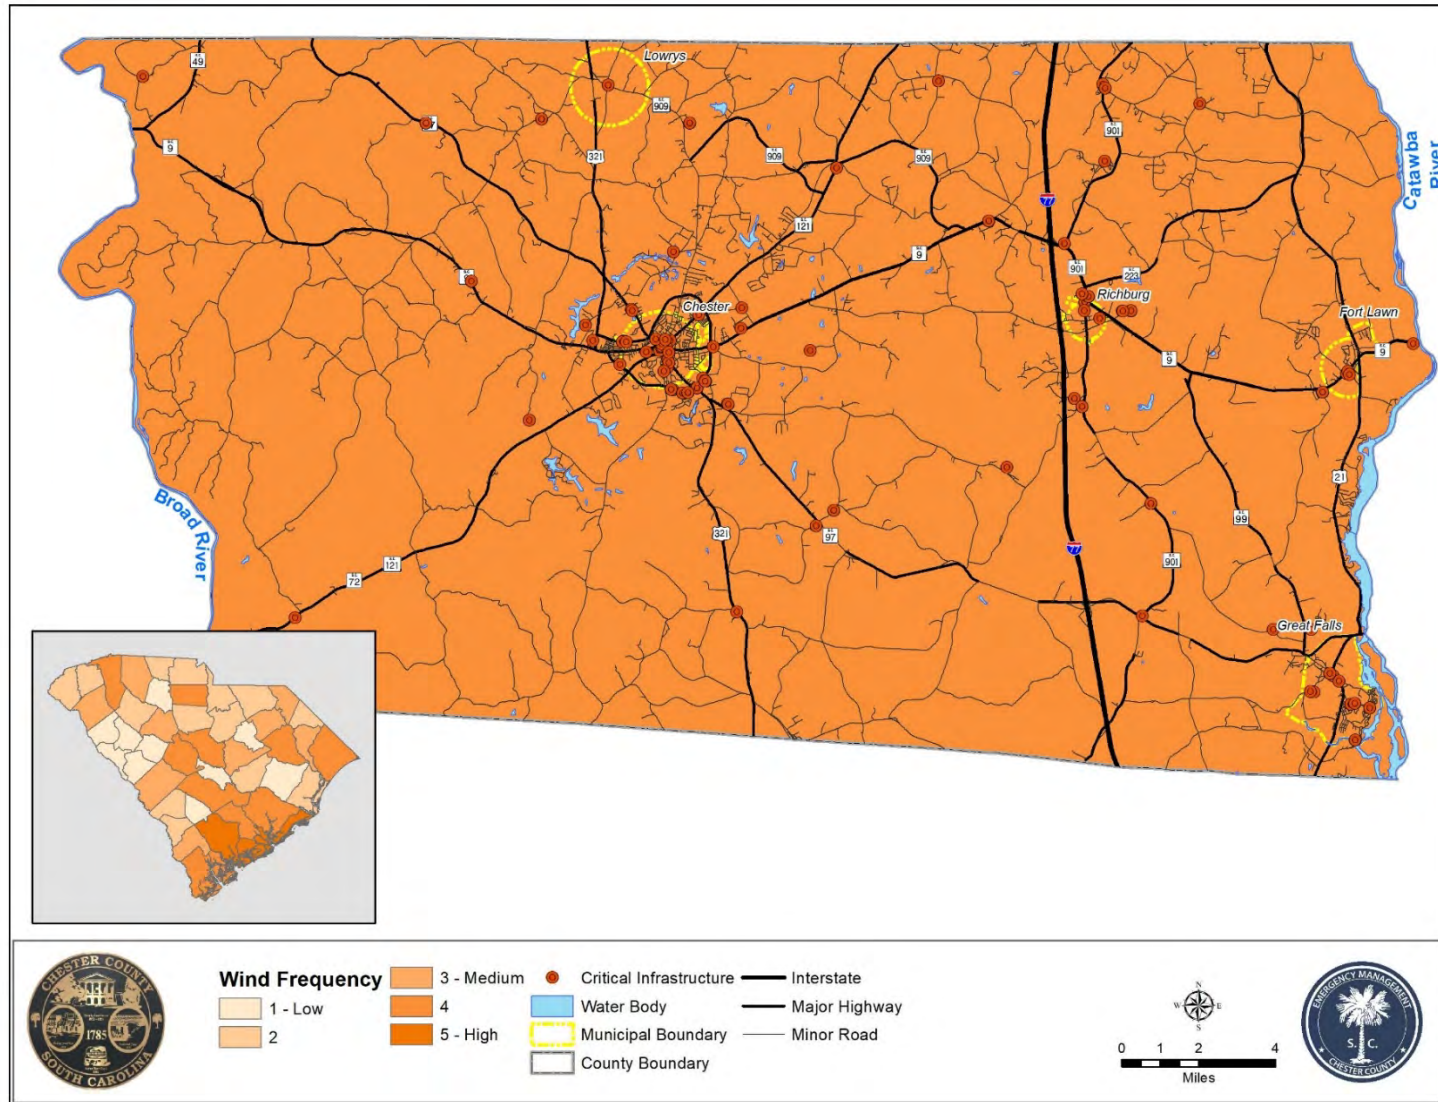 Lowrys
49
909
9
321
909
909
901
Catawba
River
77
121
9
901
223
Richburg
Chester
Fort Lawn
9
9
21
Broad River
321
97
99
77
901
121
72
Great Falls
CHESTER COUNTY
1785
SOUTH CAROLINA
Wind Frequency
1 - Low
2
3 - Medium
4
5 - High
Critical Infrastructure
Water Body
Municipal Boundary
County Boundary
Interstate
Major Highway
Minor Road
N
W E
S
0 1 2 4
Miles
EMERGENCY MANAGEMENT
S. C.
CHESTER COUNTY